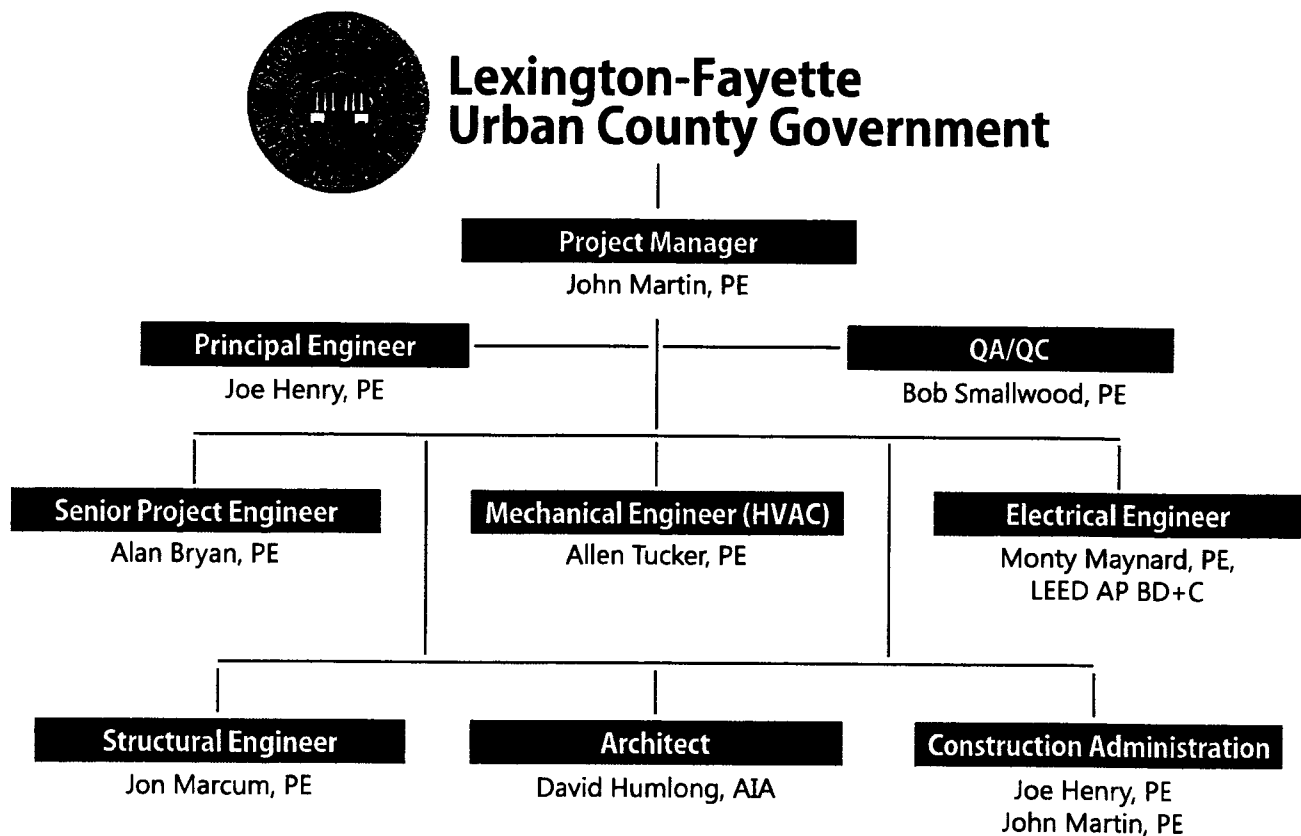 Lexington-Fayette
Urban County Government
Project Manager
John Martin, PE
Principal Engineer
Joe Henry, PE
QA/QC
Bob Smallwood, PE
Senior Project Engineer
Alan Bryan, PE
Mechanical Engineer (HVAC)
Allen Tucker, PE
Electrical Engineer
Monty Maynard, PE,
LEED AP BD+C
Structural Engineer
Jon Marcum, PE
Architect
David Humlong, AIA
Construction Administration
Joe Henry, PE
John Martin, PE